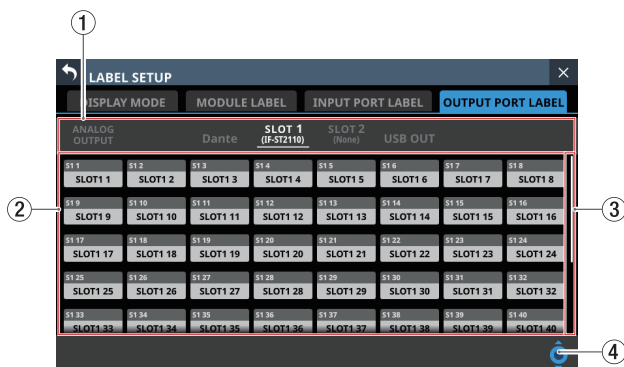 1
LABEL SETUP
DISPLAY MODE MODULE LABEL INPUT PORT LABEL OUTPUT PORT LABEL
ANALOG OUTPUT Dante SLOT 1 (IF-ST2110) SLOT 2 (None) USB OUT
S1 1 S1 2 S1 3 S1 4 S1 5 S1 6 S1 7 S1 8
SLOT1 1 SLOT1 2 SLOT1 3 SLOT1 4 SLOT1 5 SLOT1 6 SLOT1 7 SLOT1 8
2
S1 9 S1 10 S1 11 S1 12 S1 13 S1 14 S1 15 S1 16
SLOT1 9 SLOT1 10 SLOT1 11 SLOT1 12 SLOT1 13 SLOT1 14 SLOT1 15 SLOT1 16
3
S1 17 S1 18 S1 19 S1 20 S1 21 S1 22 S1 23 S1 24
SLOT1 17 SLOT1 18 SLOT1 19 SLOT1 20 SLOT1 21 SLOT1 22 SLOT1 23 SLOT1 24
S1 25 S1 26 S1 27 S1 28 S1 29 S1 30 S1 31 S1 32
SLOT1 25 SLOT1 26 SLOT1 27 SLOT1 28 SLOT1 29 SLOT1 30 SLOT1 31 SLOT1 32
S1 33 S1 34 S1 35 S1 36 S1 37 S1 38 S1 39 S1 40
SLOT1 33 SLOT1 34 SLOT1 35 SLOT1 36 SLOT1 37 SLOT1 38 SLOT1 39 SLOT1 40
4